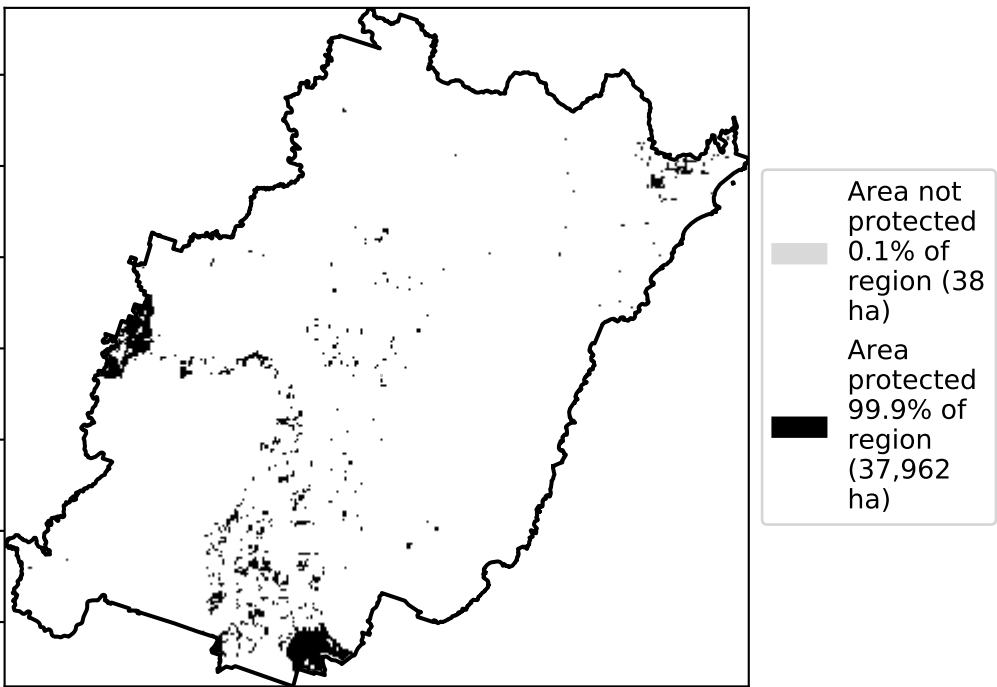 Area not
protected
0.1% of
region (38
ha)
Area
protected
99.9% of
region
(37,962
ha)